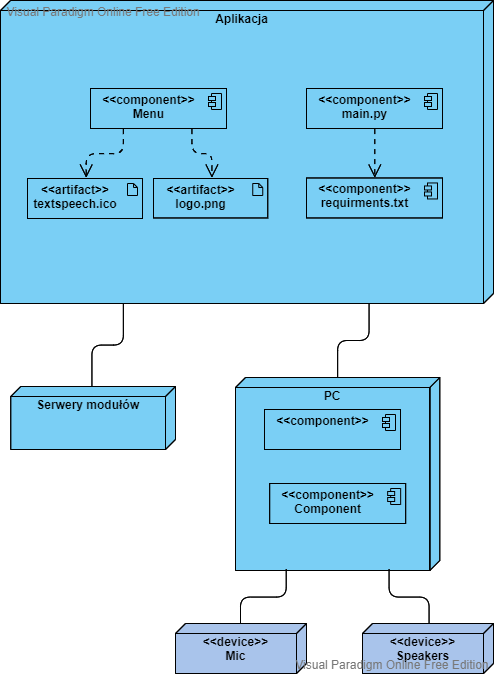 Visual Paradigm Online Free Edition
Aplikacja
<<component>>
Menu
<<component>>
main.py
<<artifact>>
textspeech.ico
<<artifact>>
logo.png
<<component>>
requirments.txt
Serwery modułów
PC
<<component>>
<<component>>
Component
<<device>>
Mic
<<device>>
Speakers
Visual Paradigm Online Free Edition